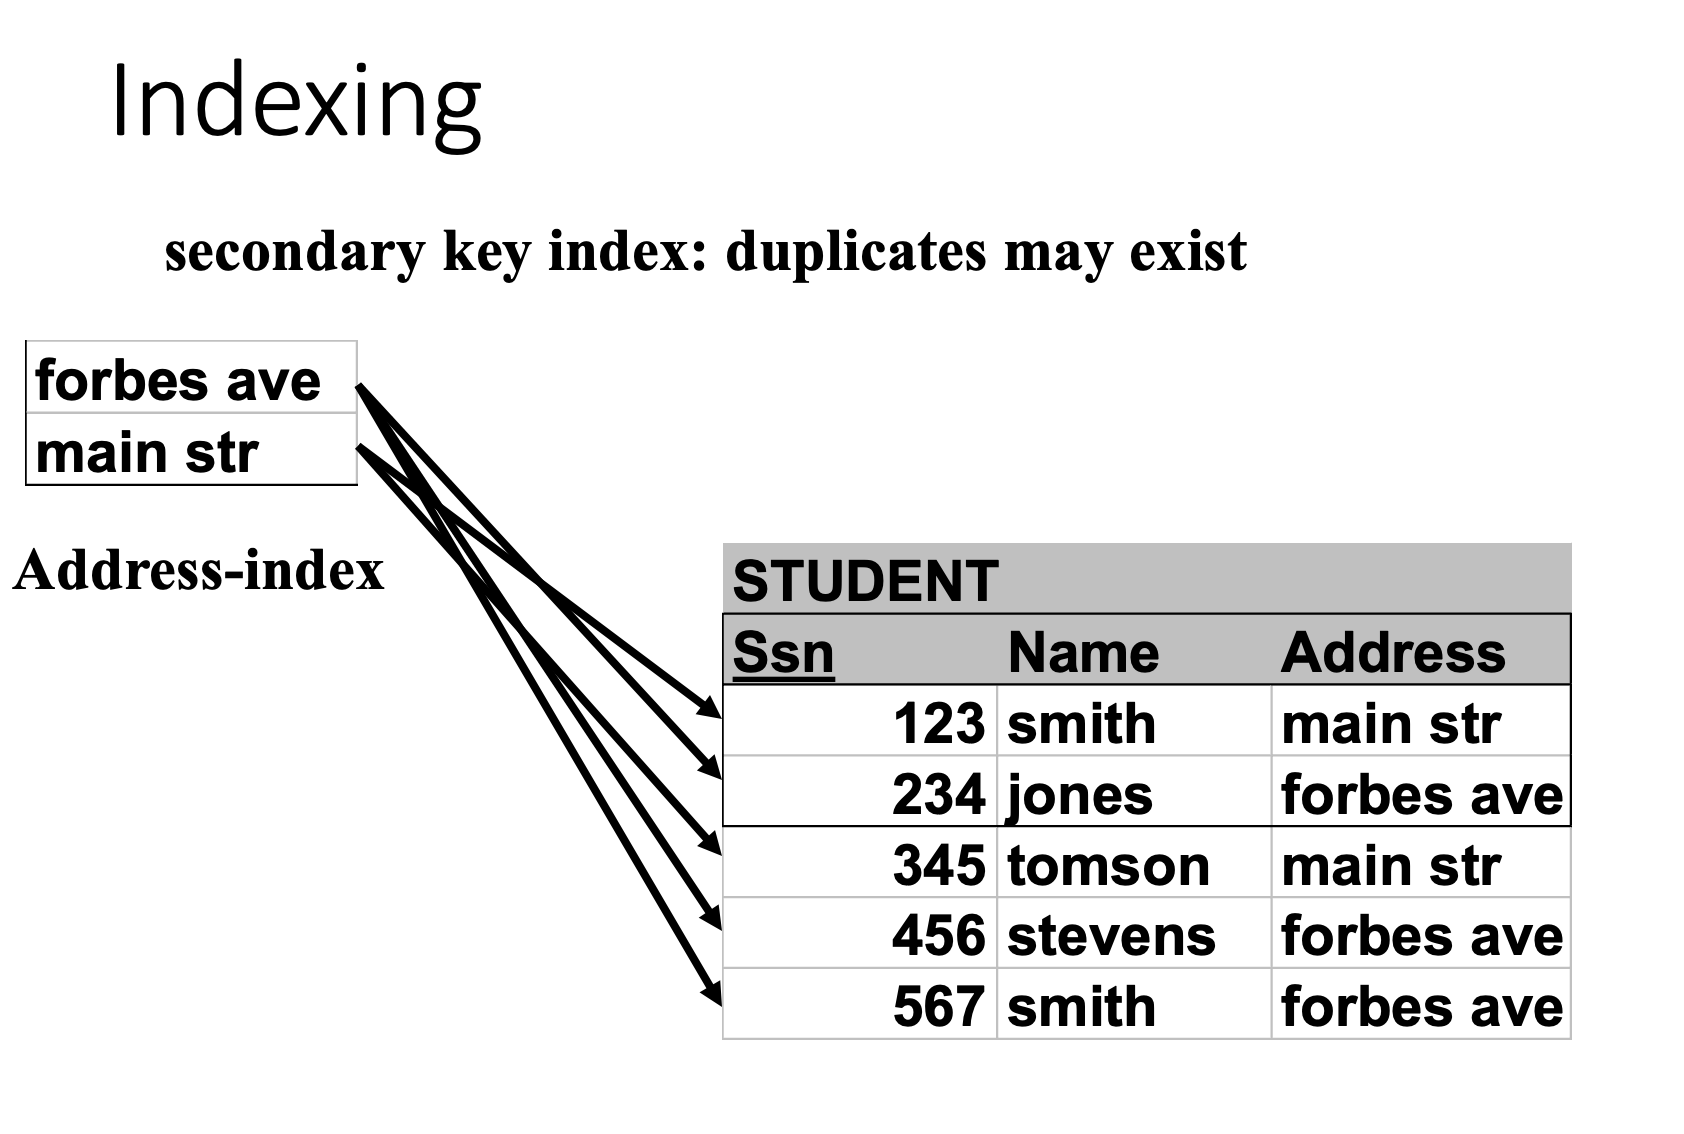 Indexing
secondary key index: duplicates may exist
forbes ave
main str
Address-index
STUDENT
Ssn Name Address
123 smith main str
234 jones forbes ave
345 tomson main str
456 stevens forbes ave
567 smith forbes ave